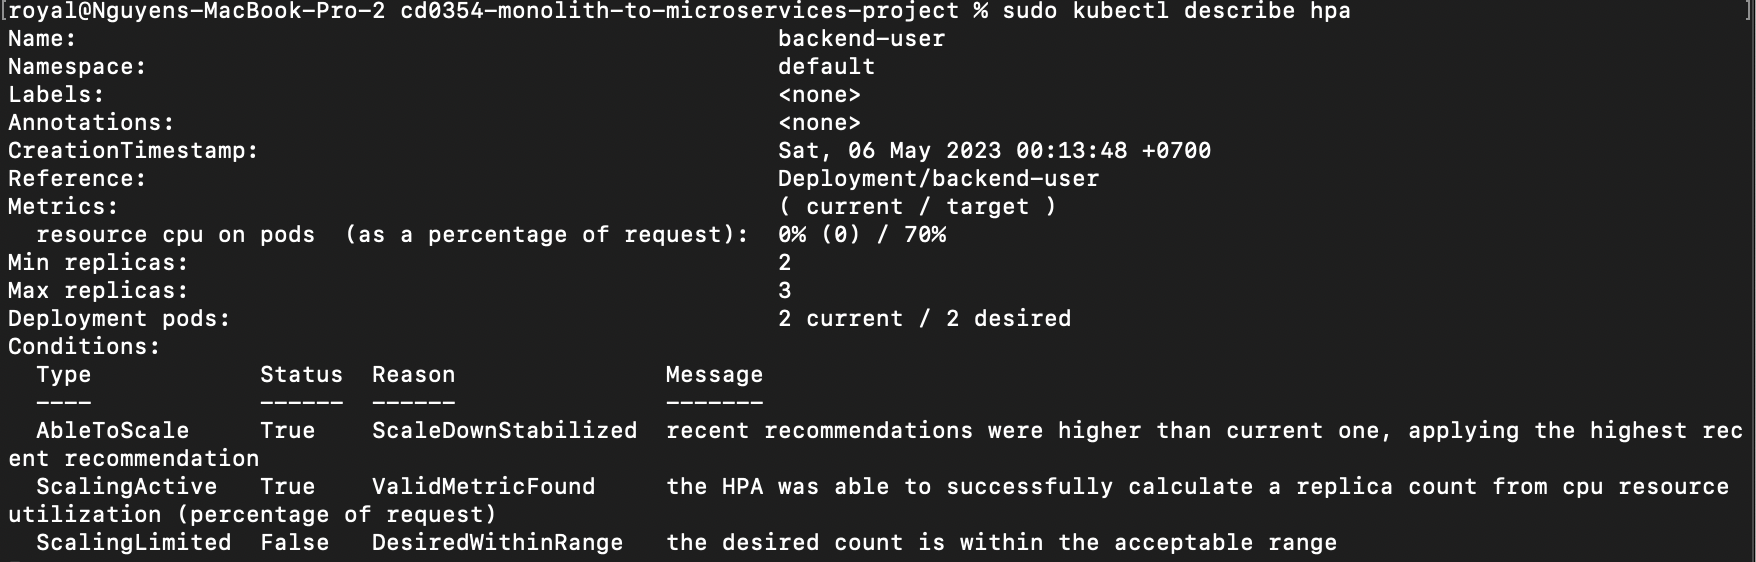 [royal@Nguyens-MacBook-Pro-2 cd0354-monolith-to-microservices-project % sudo kubectl describe hpa ]
Name: backend-user
Namespace: default
Labels: <none>
Annotations: <none>
CreationTimestamp: Sat, 06 May 2023 00:13:48 +0700
Reference: Deployment/backend-user
Metrics: ( current / target )
  resource cpu on pods  (as a percentage of request): 0% (0) / 70%
Min replicas: 2
Max replicas: 3
Deployment pods: 2 current / 2 desired
Conditions:
  Type            Status  Reason               Message
  ----            ------  ------               -------
  AbleToScale     True    ScaleDownStabilized  recent recommendations were higher than current one, applying the highest rec
ent recommendation
  ScalingActive   True    ValidMetricFound     the HPA was able to successfully calculate a replica count from cpu resource
utilization (percentage of request)
  ScalingLimited  False   DesiredWithinRange   the desired count is within the acceptable range